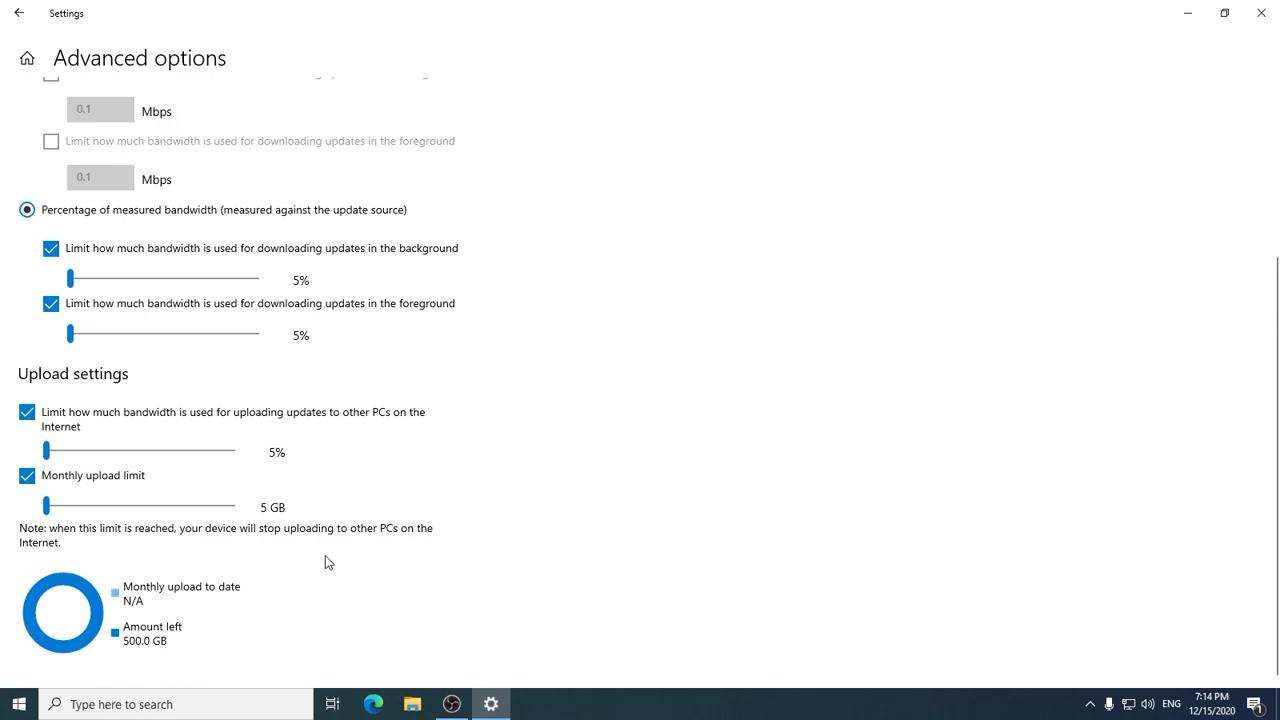 Settings
Advanced options
0.1
Mbps
Limit how much bandwidth is used for downloading updates in the foreground
0.1
Mbps
Percentage of measured bandwidth (measured against the update source)
Limit how much bandwidth is used for downloading updates in the background
5%
Limit how much bandwidth is used for downloading updates in the foreground
5%
Upload settings
Limit how much bandwidth is used for uploading updates to other PCs on the
Internet
5%
Monthly upload limit
5 GB
Note: when this limit is reached, your device will stop uploading to other PCs on the
Internet.
Monthly upload to date
N/A
Amount left
500.0 GB
Type here to search
ENG
7:14 PM
12/15/2020
1